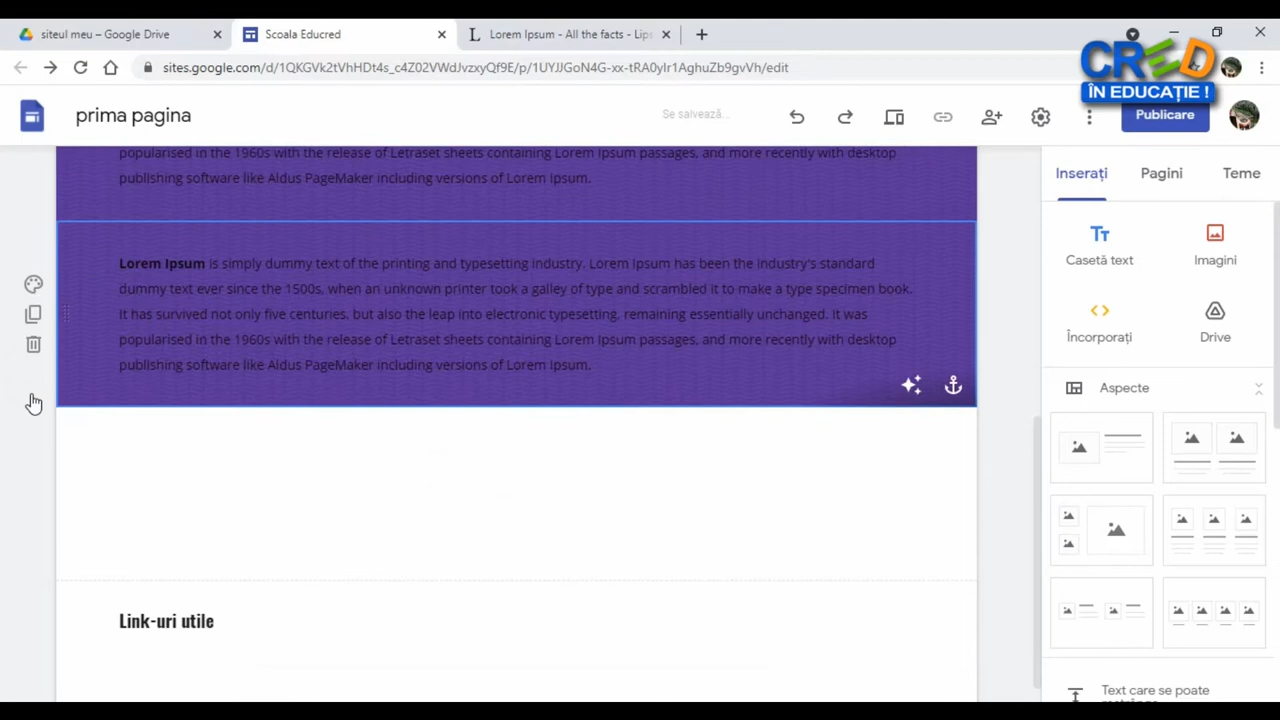 siteul meu – Google Drive
Scoala Educred
Lorem Ipsum - All the facts - Lips
sites.google.com/d/1QKGVk2tVhHDt4s_c4Z02VWdJvzxyQf9E/p/1UYJJGoN4G-xx-tRA0yIr1AghuZb9gvVh/edit
CRED
ÎN EDUCAȚIE !
prima pagina
Se salvează...
Publicare
popularised in the 1960s with the release of Letraset sheets containing Lorem Ipsum passages, and more recently with desktop
publishing software like Aldus PageMaker including versions of Lorem Ipsum.
Lorem Ipsum is simply dummy text of the printing and typesetting industry. Lorem Ipsum has been the industry's standard
dummy text ever since the 1500s, when an unknown printer took a galley of type and scrambled it to make a type specimen book.
It has survived not only five centuries, but also the leap into electronic typesetting, remaining essentially unchanged. It was
popularised in the 1960s with the release of Letraset sheets containing Lorem Ipsum passages, and more recently with desktop
publishing software like Aldus PageMaker including versions of Lorem Ipsum.
Link-uri utile
Inserați
Pagini
Teme
Casetă text
Imagini
Încorporați
Drive
Aspecte
Text care se poate